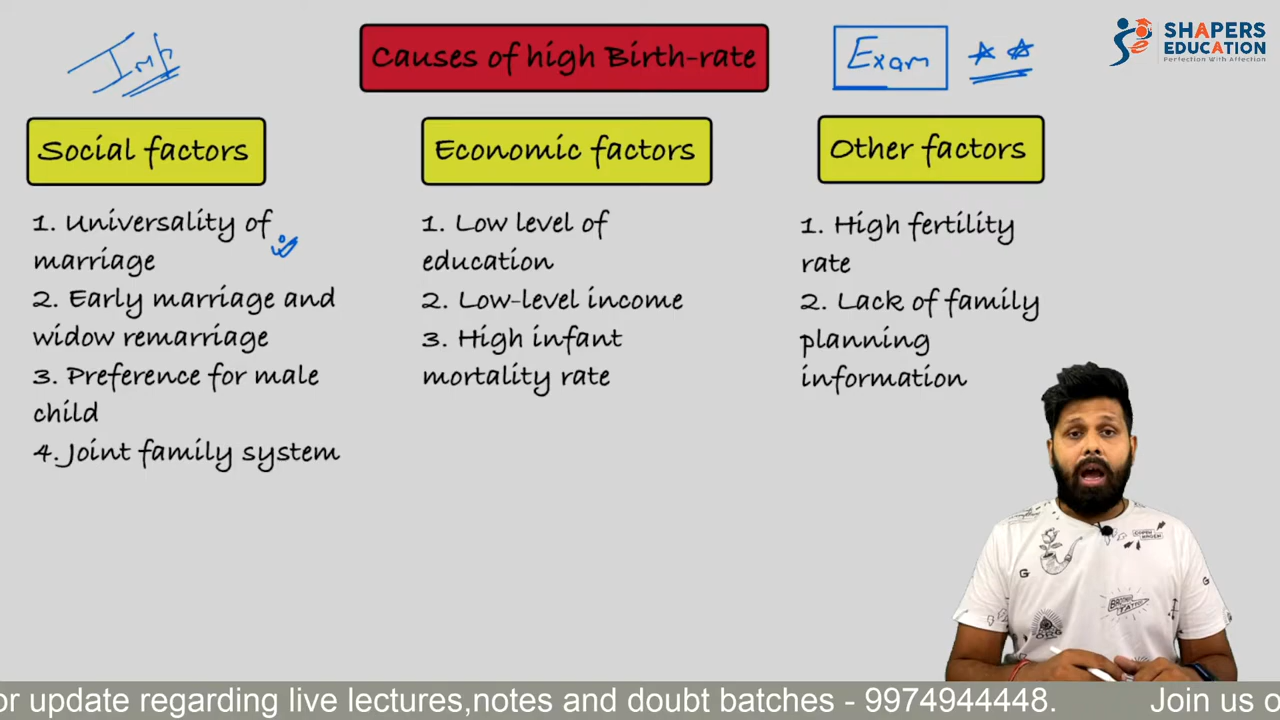 Imp
Causes of high Birth-rate
Exam
SHAPERS
EDUCATION
Perfection With Affection
Social factors
1. Universality of
marriage
2. Early marriage and
widow remarriage
3. Preference for male
child
4. Joint family system
Economic factors
1. Low level of
education
2. Low-level income
3. High infant
mortality rate
Other factors
1. High fertility
rate
2. Lack of family
planning
information
or update regarding live lectures,notes and doubt batches - 9974944448.
Join us o